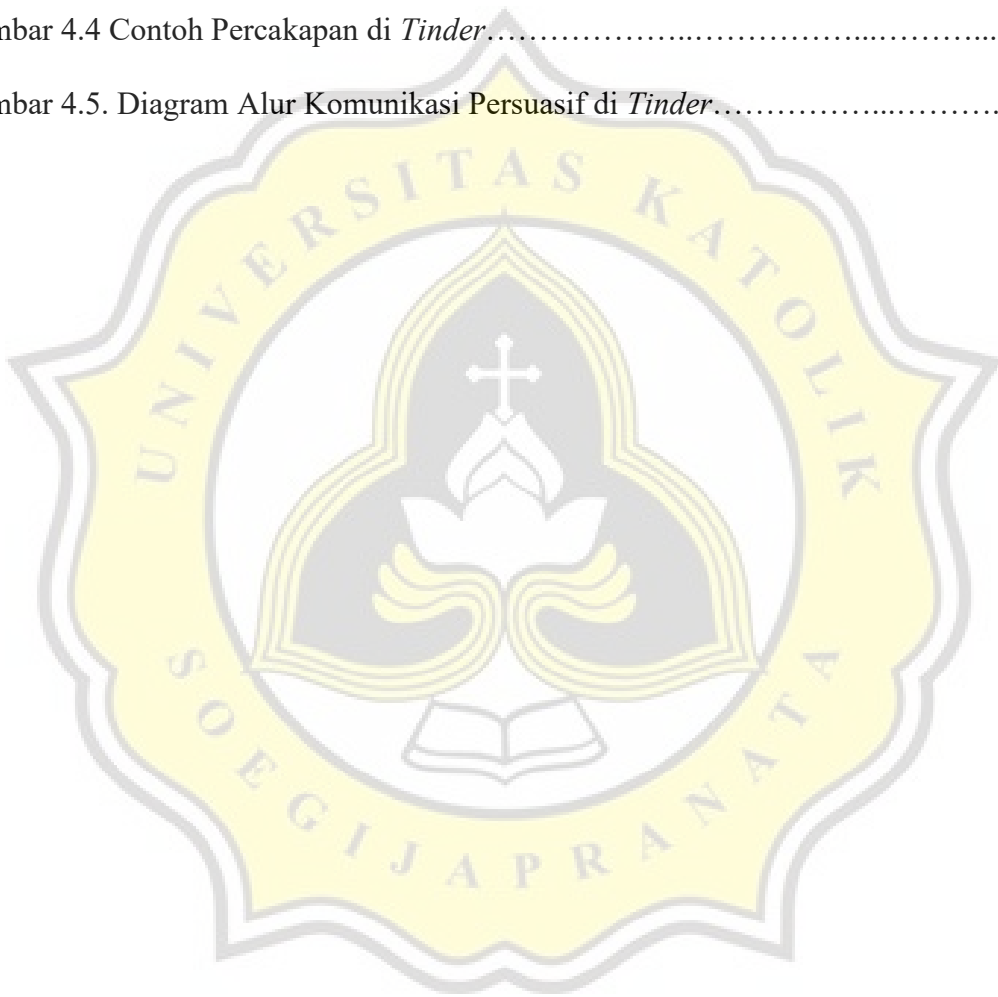 mbar 4.4 Contoh Percakapan di Tinder………………..……………...………...
mbar 4.5. Diagram Alur Komunikasi Persuasif di Tinder……………...……….
UNIVERSITAS KATOLIK
SOEGIJAPRANATA